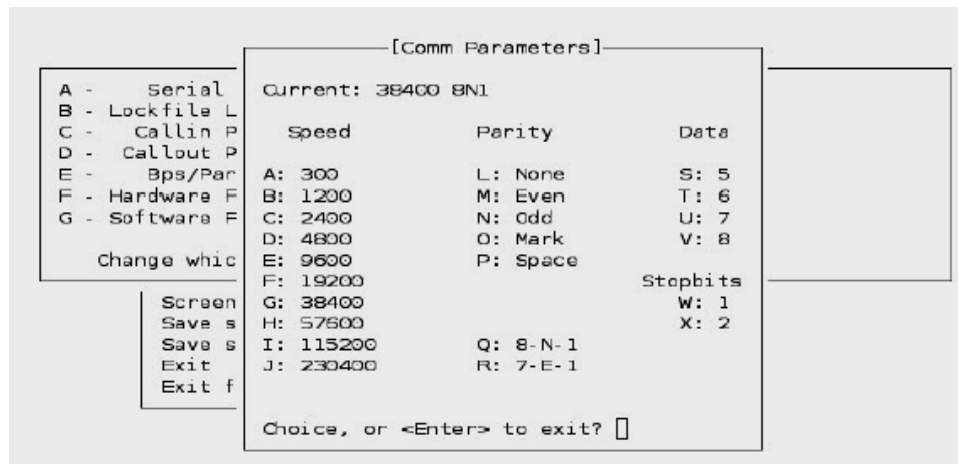 [Comm Parameters]
A - Serial
B - Lockfile L
C - Callin P
D - Callout P
E - Bps/Par
F - Hardware F
G - Software F
Change whic
Screen
Save s
Save s
Exit
Exit f
Current: 38400 8N1
Speed Parity Data
A: 300 L: None S: 5
B: 1200 M: Even T: 6
C: 2400 N: Odd U: 7
D: 4800 O: Mark V: 8
E: 9600 P: Space
F: 19200 Stopbits
G: 38400 W: 1
H: 57600 X: 2
I: 115200 Q: 8-N-1
J: 230400 R: 7-E-1
Choice, or <Enter> to exit?